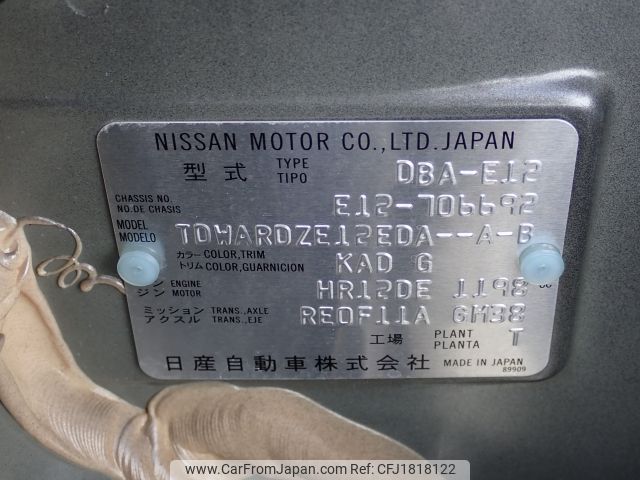 NISSAN MOTOR CO.,LTD.JAPAN
型式 TYPE TIPO DBA-E12
CHASSIS NO. NO.DE CHASIS E12-706692
MODEL MODELO TDWARDZE12EDA--A-B
カラー COLOR,TRIM トリム COLOR,GUARNICION KAD G
ン ENGINE ジン MOTOR HR12DE 1198
ミッション TRANS.,AXLE アクスル TRANS.,EJE RE0F11A GH38
工場 PLANT PLANTA T
日産自動車株式会社 MADE IN JAPAN
89909
www.CarFromJapan.com Ref:CFJ1818122